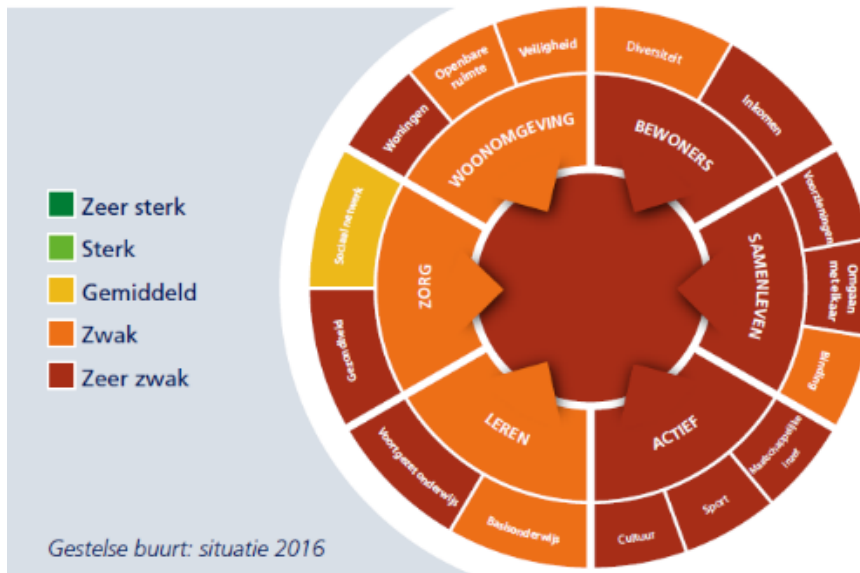 Zeer sterk
Sterk
Gemiddeld
Zwak
Zeer zwak
Gestelse buurt: situatie 2016
WOONOMGEVING
Woningen
Openbare
ruimte
Veiligheid
BEWONERS
Diversiteit
Inkomen
SAMENLEVEN
Voorzieningen
Omgaan
met elkaar
Binding
ACTIEF
Maatschappelijke
inzet
Sport
Cultuur
LEREN
Basisonderwijs
Voortgezet onderwijs
ZORG
Gezondheid
Sociaal netwerk